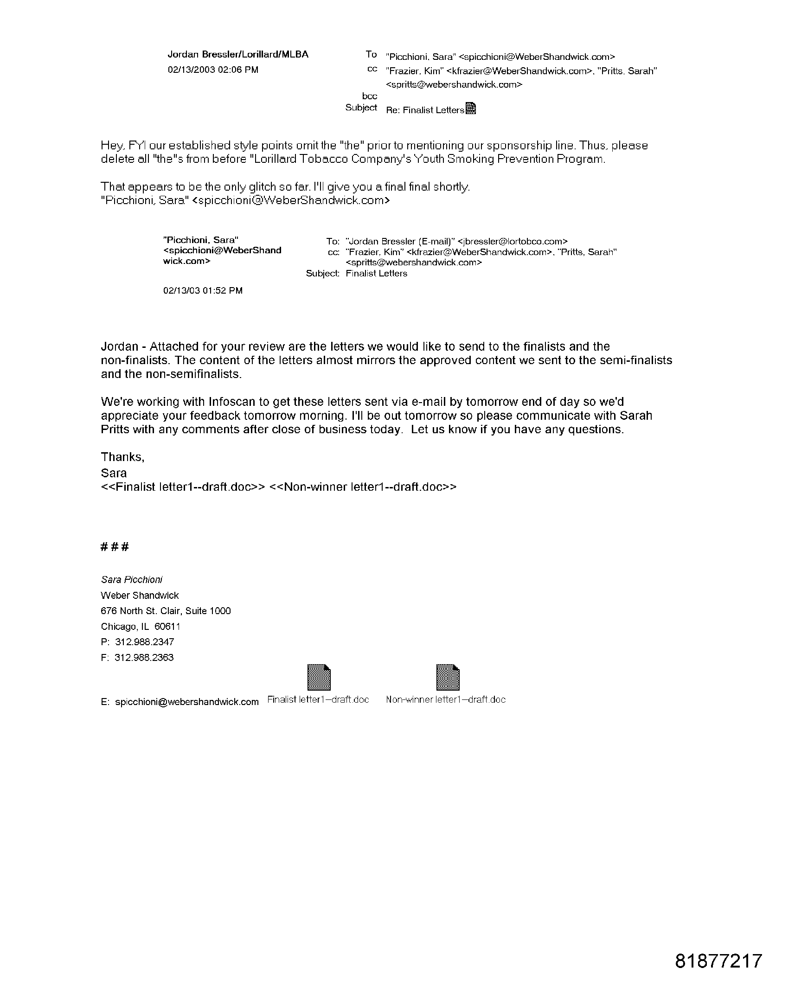 Jordan Bressler/Lorillard/MLBA
02/13/2003 02:06 PM
To "Picchioni, Sara" <spicchioni@WeberShandwick.com>
cc "Frazier, Kim" <kfrazier@WeberShandwick.com>, "Pritts, Sarah"
<spritts@webershandwick.com>
bcc
Subject Re: Finalist Letters
Hey, FYI our established style points omit the "the" prior to mentioning our sponsorship line. Thus, please
delete all "the"s from before "Lorillard Tobacco Company's Youth Smoking Prevention Program.
That appears to be the only glitch so far. I'll give you a final final shortly.
"Picchioni, Sara" <spicchioni@WeberShandwick.com>
"Picchioni, Sara"
<spicchioni@WeberShand
wick.com>
02/13/03 01:52 PM
To: "Jordan Bressler (E-mail)" <jbressler@lortobco.com>
cc: "Frazier, Kim" <kfrazier@WeberShandwick.com>, "Pritts, Sarah"
<spritts@webershandwick.com>
Subject: Finalist Letters
Jordan - Attached for your review are the letters we would like to send to the finalists and the
non-finalists. The content of the letters almost mirrors the approved content we sent to the semi-finalists
and the non-semifinalists.
We're working with Infoscan to get these letters sent via e-mail by tomorrow end of day so we'd
appreciate your feedback tomorrow morning. I'll be out tomorrow so please communicate with Sarah
Pritts with any comments after close of business today. Let us know if you have any questions.
Thanks,
Sara
<<Finalist letter1--draft.doc>> <<Non-winner letter1--draft.doc>>
# # #
Sara Picchioni
Weber Shandwick
676 North St. Clair, Suite 1000
Chicago, IL 60611
P: 312.988.2347
F: 312.988.2363
E: spicchioni@webershandwick.com Finalist letter1--draft.doc Non-winner letter1--draft.doc
81877217